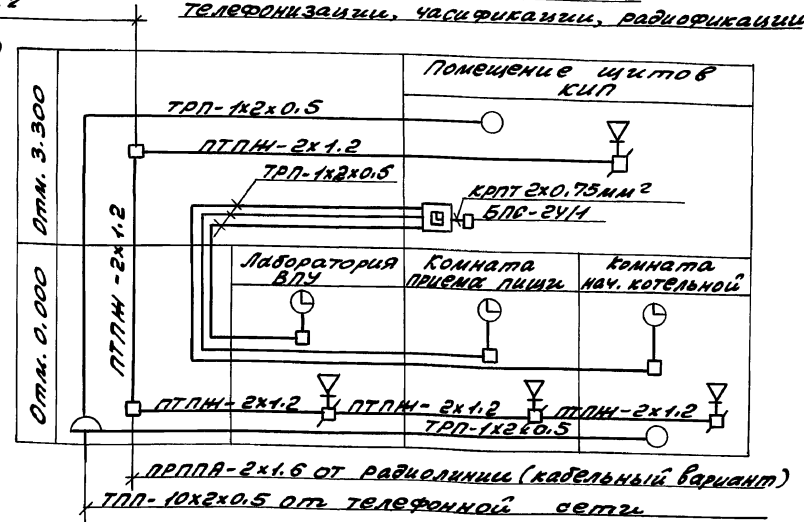 телефонизации, часификации, радиофикации
Помещение щитов
КИП
Отм. 3.300
ТРП-1х2х0.5
ПТПЖ-2х1.2
ТРП-1х2х0.5
КРПТ 2х0.75мм²
БПС-24/1
ПТПЖ-2х1.2
Отм. 0.000
Лаборатория
ВПУ
Комната
приема пищи
Комната
нач. котельной
ПТПЖ-2х1.2
ПТПЖ-2х1.2
ПТПЖ-2х1.2
ТРП-1х2х0.5
ПРППА-2х1.6 от радиолинии (кабельный вариант)
ТПП-10х2х0.5 от телефонной сети